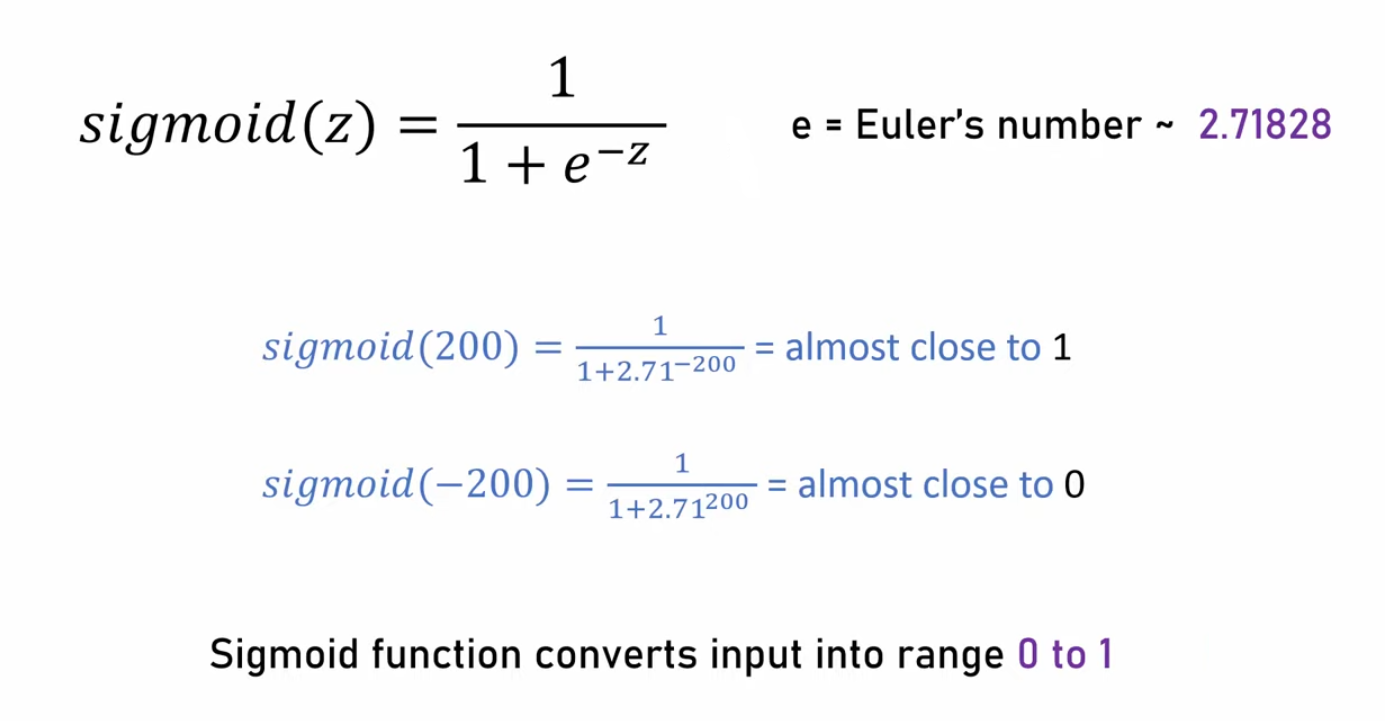 sigmoid(z) = 1 / (1 + e^−z)
e = Euler's number ~ 2.71828
sigmoid(200) = 1 / (1+2.71^−200) = almost close to 1
sigmoid(−200) = 1 / (1+2.71^200) = almost close to 0
Sigmoid function converts input into range 0 to 1